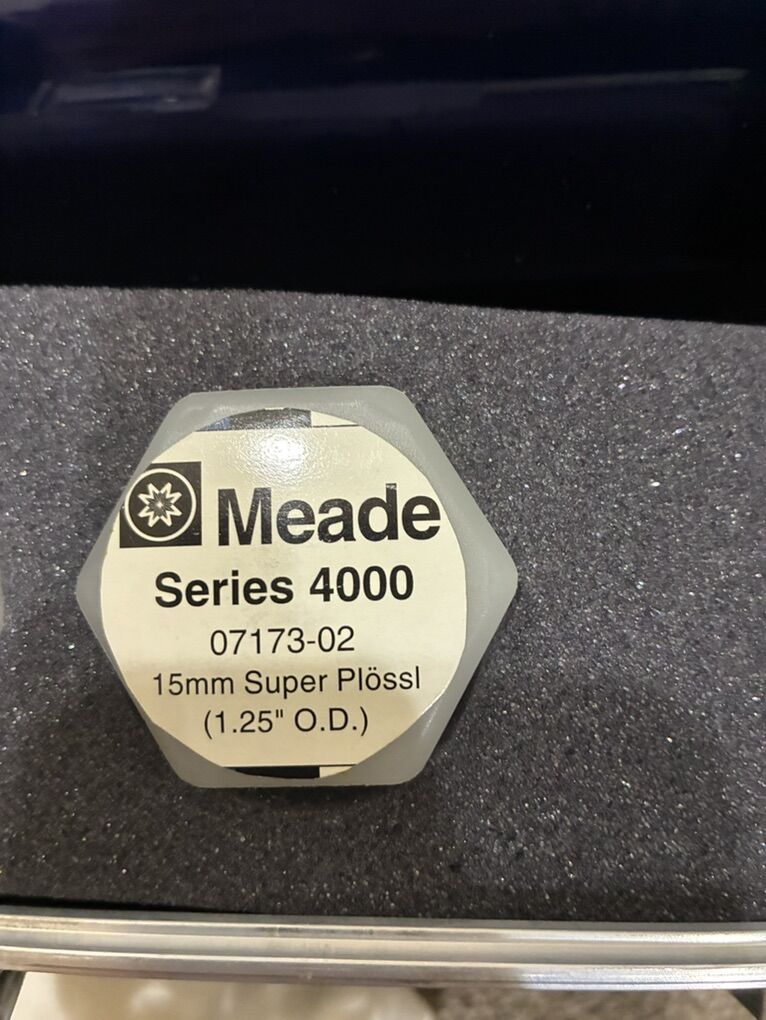 Meade
Series 4000
07173-02
15mm Super Plössl
(1.25" O.D.)